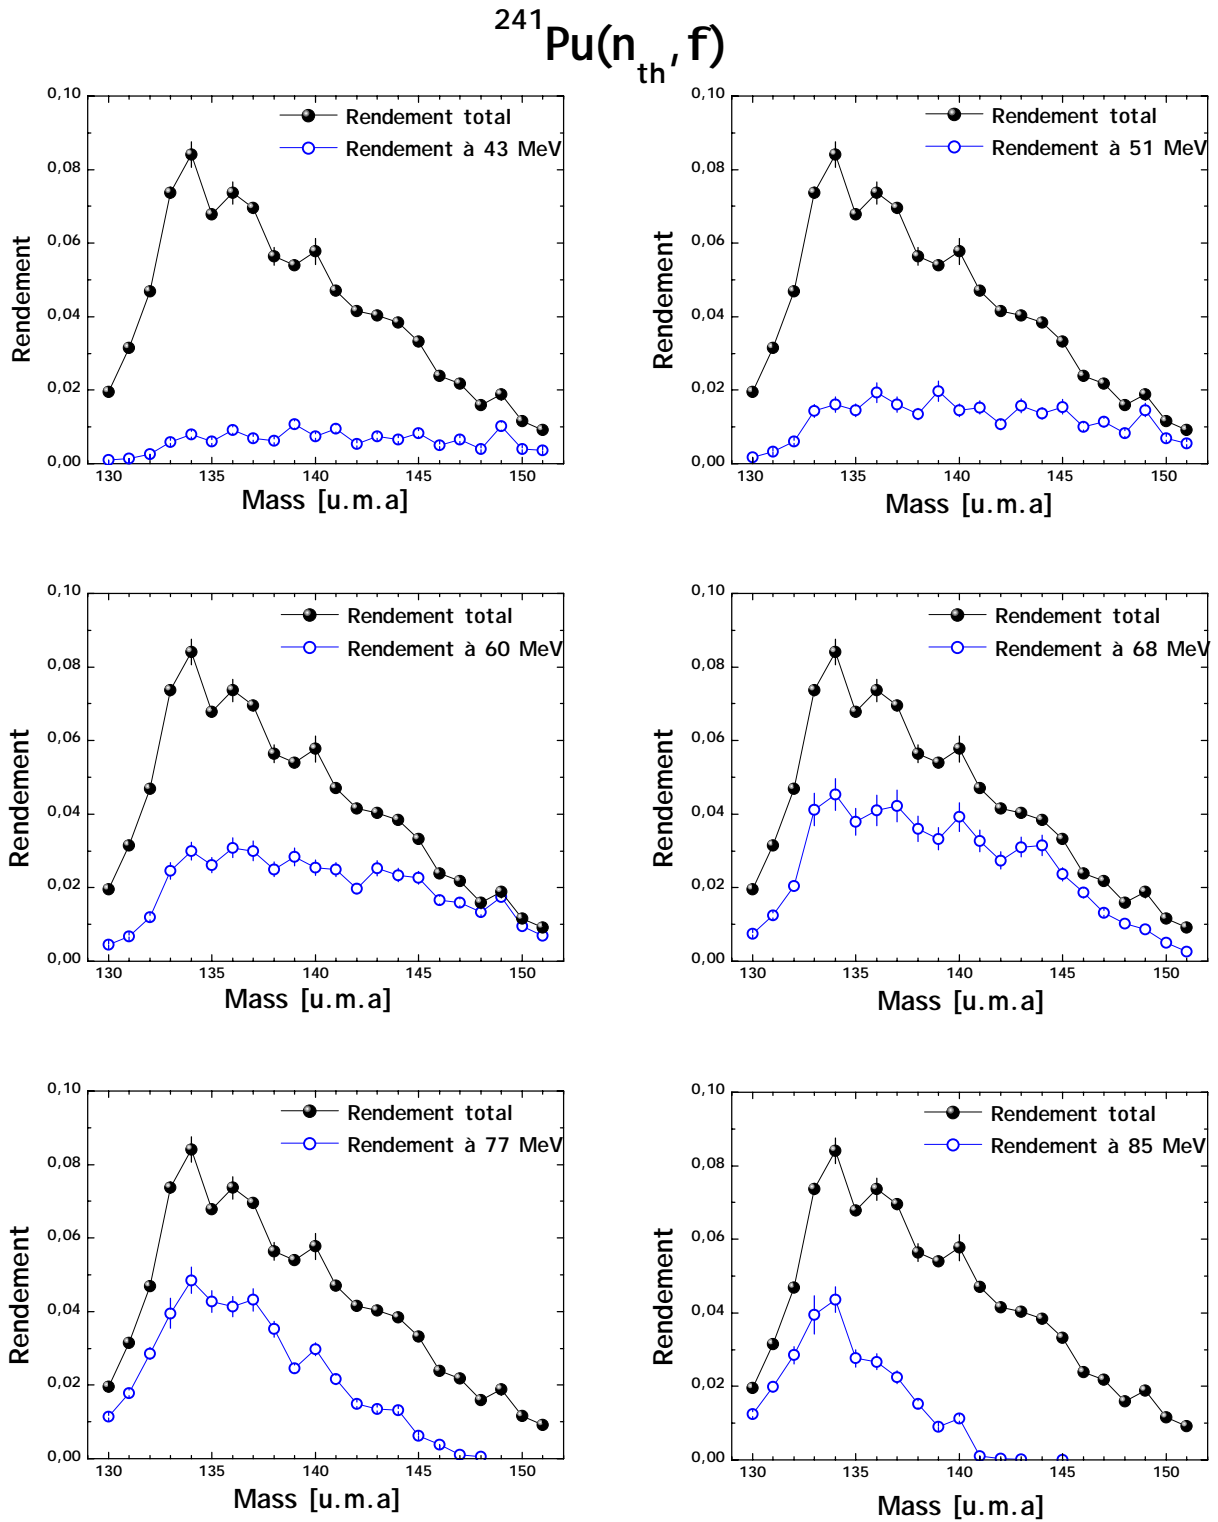 241Pu(nth,f)
0,10
0,08
0,06
0,04
0,02
0,00
Rendement
Rendement total
Rendement à 43 MeV
130 135 140 145 150
Mass [u.m.a]
0,10
0,08
0,06
0,04
0,02
0,00
Rendement
Rendement total
Rendement à 51 MeV
130 135 140 145 150
Mass [u.m.a]
0,10
0,08
0,06
0,04
0,02
0,00
Rendement
Rendement total
Rendement à 60 MeV
130 135 140 145 150
Mass [u.m.a]
0,10
0,08
0,06
0,04
0,02
0,00
Rendement
Rendement total
Rendement à 68 MeV
130 135 140 145 150
Mass [u.m.a]
0,10
0,08
0,06
0,04
0,02
0,00
Rendement
Rendement total
Rendement à 77 MeV
130 135 140 145 150
Mass [u.m.a]
0,10
0,08
0,06
0,04
0,02
0,00
Rendement
Rendement total
Rendement à 85 MeV
130 135 140 145 150
Mass [u.m.a]